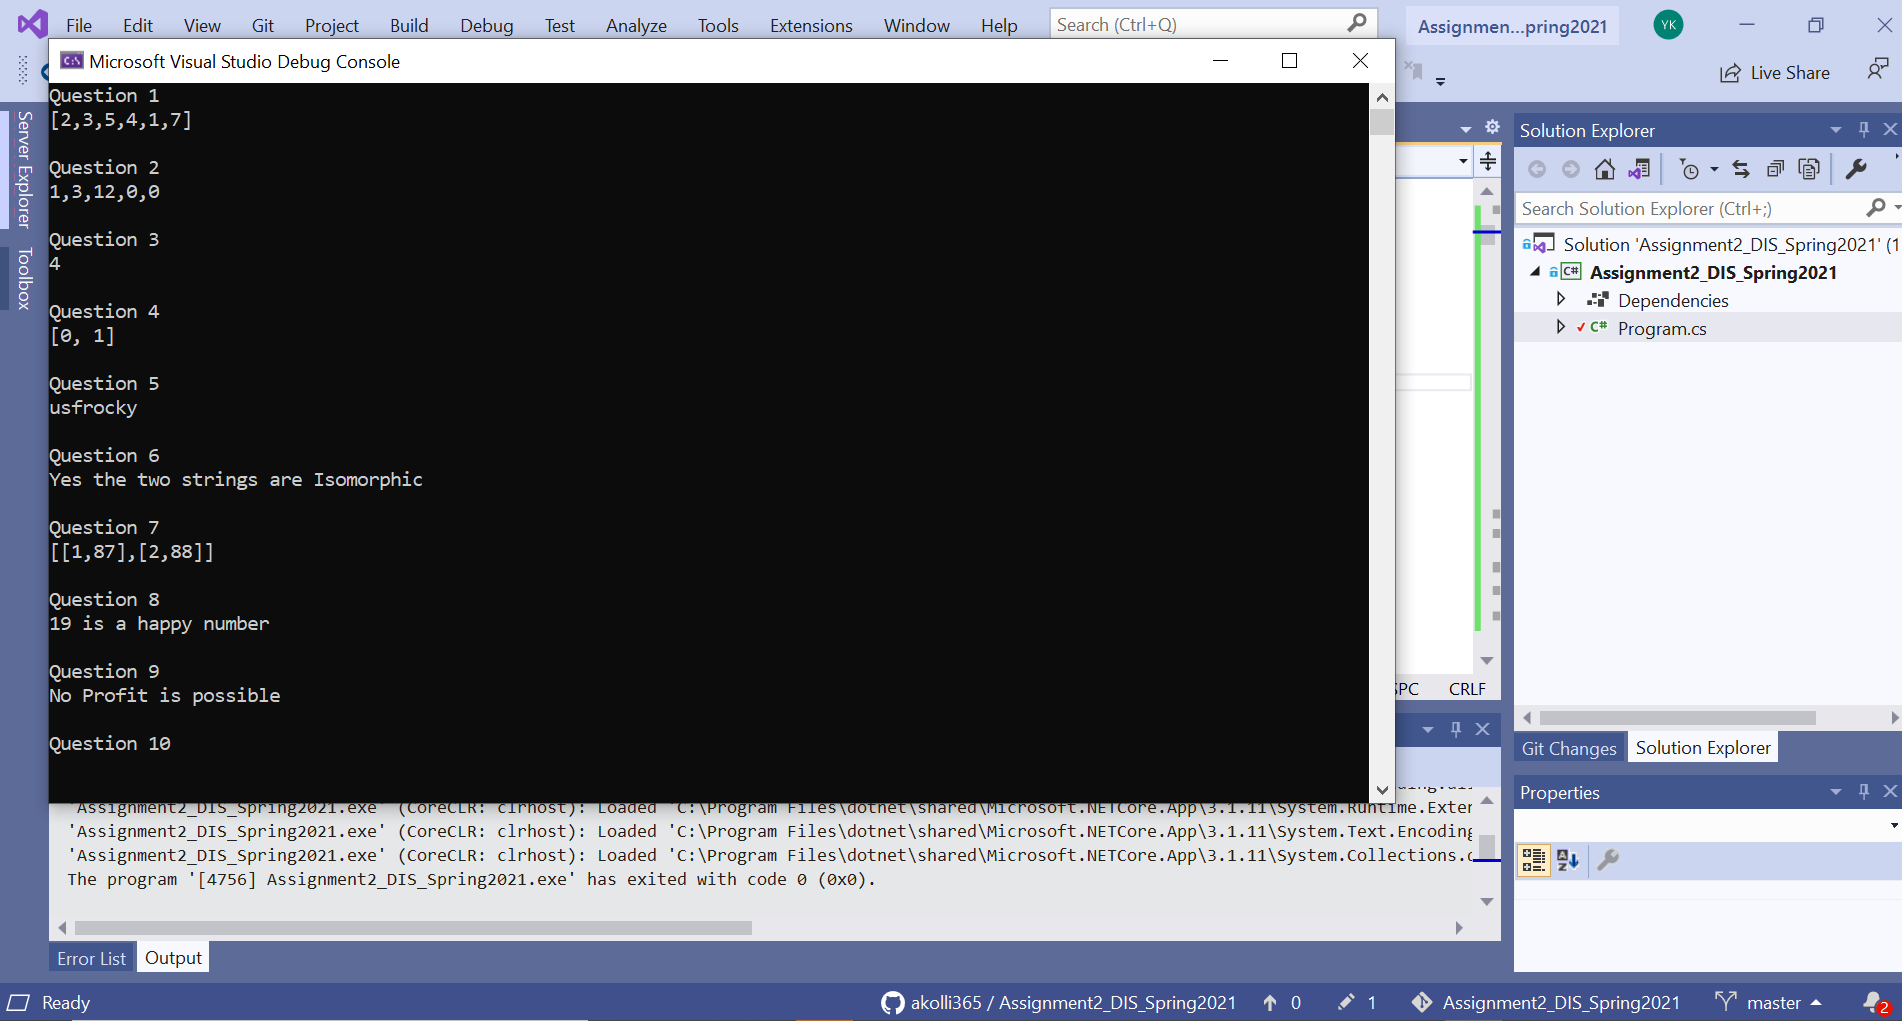 File Edit View Git Project Build Debug Test Analyze Tools Extensions Window Help Search (Ctrl+Q) Assignmen...pring2021 YK
Microsoft Visual Studio Debug Console
Live Share
Server Explorer
Toolbox
Question 1
[2,3,5,4,1,7]
Question 2
1,3,12,0,0
Question 3
4
Question 4
[0, 1]
Question 5
usfrocky
Question 6
Yes the two strings are Isomorphic
Question 7
[[1,87],[2,88]]
Question 8
19 is a happy number
Question 9
No Profit is possible
Question 10
SPC CRLF
Solution Explorer
Search Solution Explorer (Ctrl+;)
Solution 'Assignment2_DIS_Spring2021' (1
C# Assignment2_DIS_Spring2021
Dependencies
C# Program.cs
Git Changes Solution Explorer
Properties
'Assignment2_DIS_Spring2021.exe' (CoreCLR: clrhost): Loaded 'C:\Program Files\dotnet\shared\Microsoft.NETCore.App\3.1.11\System.Runtime.Exter
'Assignment2_DIS_Spring2021.exe' (CoreCLR: clrhost): Loaded 'C:\Program Files\dotnet\shared\Microsoft.NETCore.App\3.1.11\System.Text.Encoding
'Assignment2_DIS_Spring2021.exe' (CoreCLR: clrhost): Loaded 'C:\Program Files\dotnet\shared\Microsoft.NETCore.App\3.1.11\System.Collections.c
The program '[4756] Assignment2_DIS_Spring2021.exe' has exited with code 0 (0x0).
Error List Output
Ready akolli365 / Assignment2_DIS_Spring2021 0 1 Assignment2_DIS_Spring2021 master 2